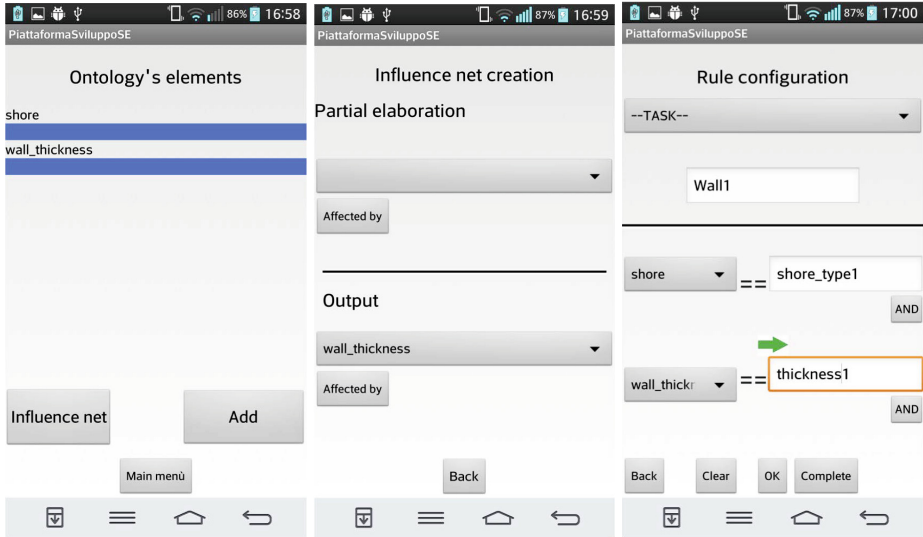 86% 16:58
PiattaformaSviluppoSE
Ontology's elements
shore
wall_thickness
Influence net
Add
Main menù
87% 16:59
PiattaformaSviluppoSE
Influence net creation
Partial elaboration
Affected by
Output
wall_thickness
Affected by
Back
87% 17:00
PiattaformaSviluppoSE
Rule configuration
--TASK--
Wall1
shore == shore_type1
AND
wall_thickr == thickness1
AND
Back Clear OK Complete